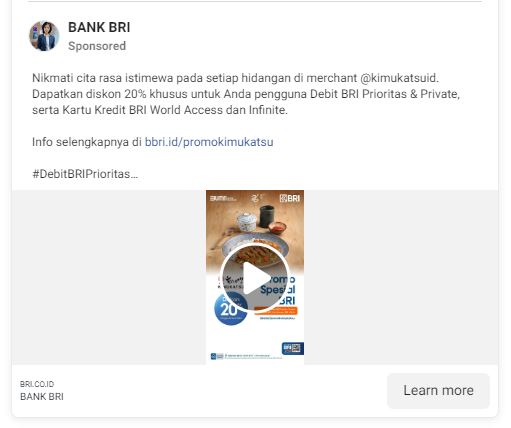 BANK BRI
Sponsored
Nikmati cita rasa istimewa pada setiap hidangan di merchant @kimukatsuid.
Dapatkan diskon 20% khusus untuk Anda pengguna Debit BRI Prioritas & Private,
serta Kartu Kredit BRI World Access dan Infinite.
Info selengkapnya di bbri.id/promokimukatsu
#DebitBRIPrioritas...
BRI
Spesial
BRI
20
BRI.CO.ID
BANK BRI
Learn more